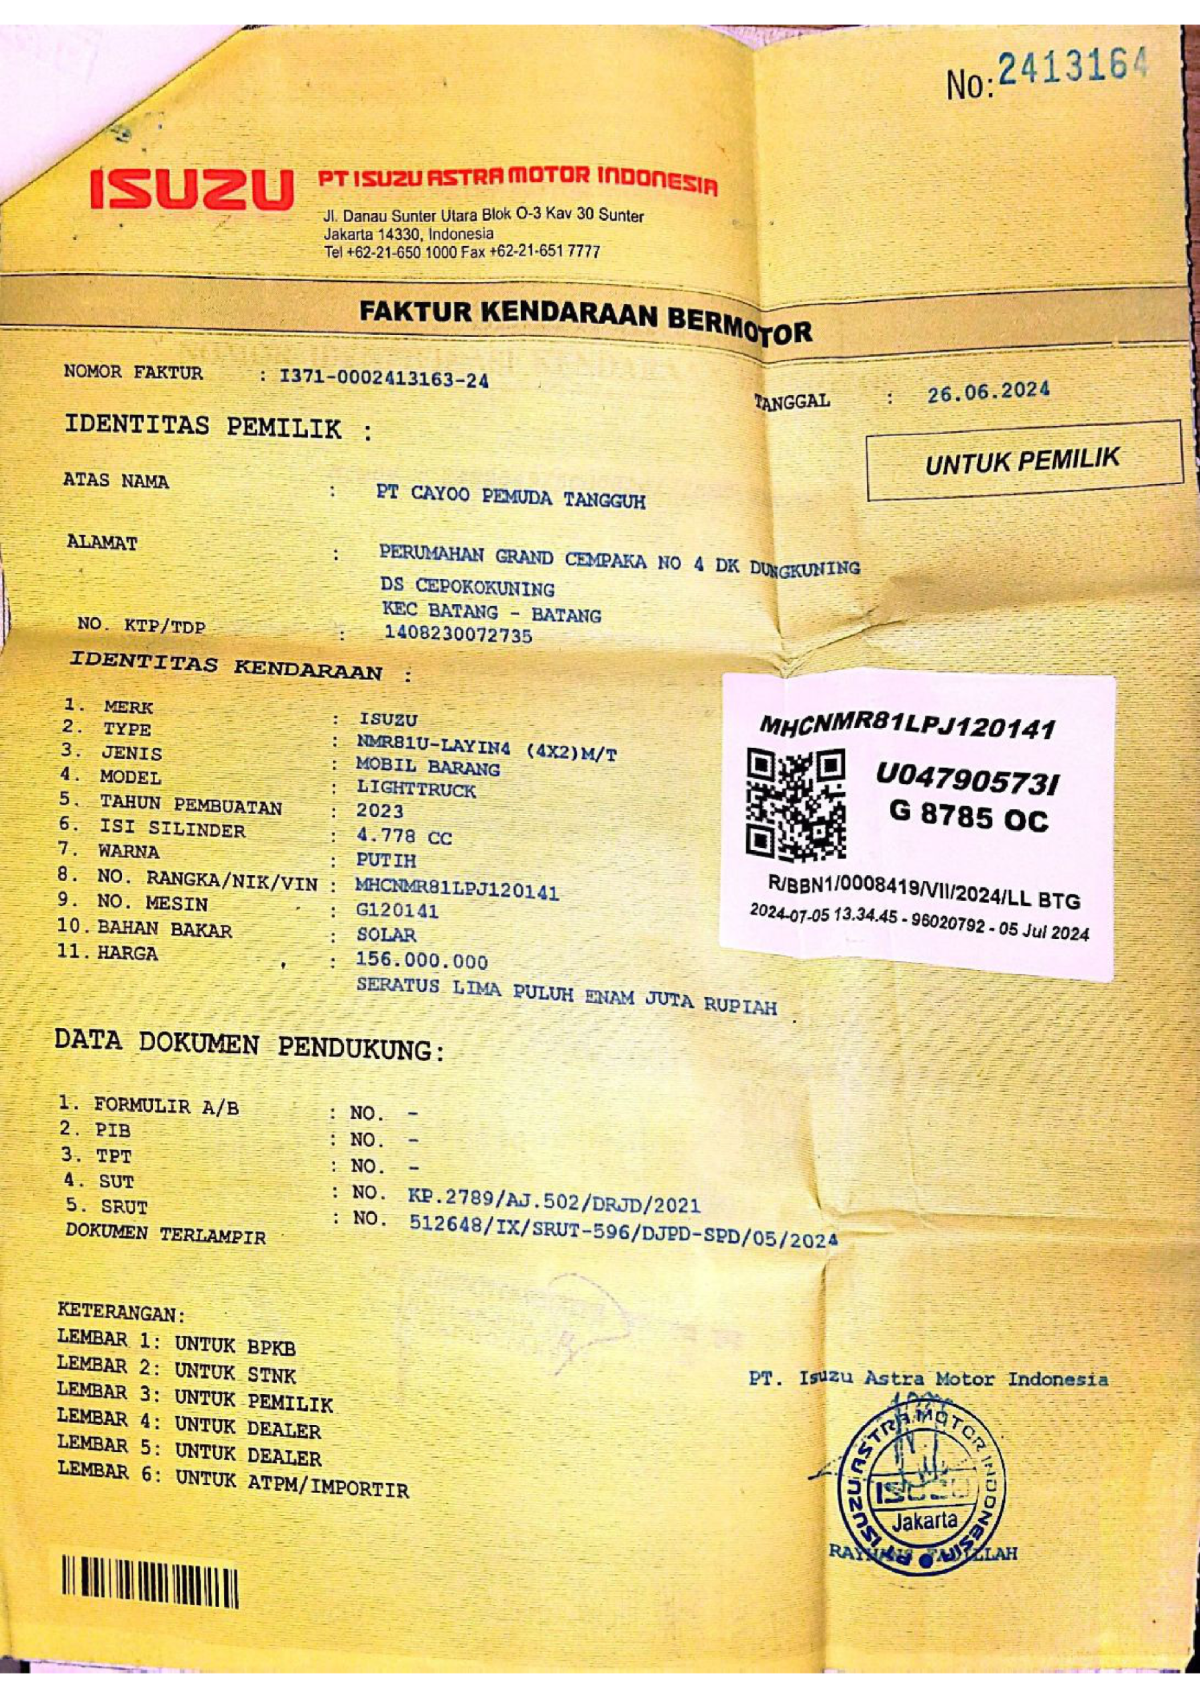 No: 2413164
ISUZU PT ISUZU ASTRA MOTOR INDONESIA
Jl. Danau Sunter Utara Blok O-3 Kav 30 Sunter
Jakarta 14330, Indonesia
Tel +62-21-650 1000 Fax +62-21-651 7777
FAKTUR KENDARAAN BERMOTOR
NOMOR FAKTUR : I371-0002413163-24
TANGGAL : 26.06.2024
IDENTITAS PEMILIK :
UNTUK PEMILIK
ATAS NAMA : PT CAYOO PEMUDA TANGGUH
ALAMAT : PERUMAHAN GRAND CEMPAKA NO 4 DK DUNGKUNING
DS CEPOKOKUNING
KEC BATANG - BATANG
NO. KTP/TDP : 1408230072735
IDENTITAS KENDARAAN :
1. MERK : ISUZU
2. TYPE : NMR81U-LAYIN4 (4X2)M/T
3. JENIS : MOBIL BARANG
4. MODEL : LIGHTTRUCK
5. TAHUN PEMBUATAN : 2023
6. ISI SILINDER : 4.778 CC
7. WARNA : PUTIH
8. NO. RANGKA/NIK/VIN : MHCNMR81LPJ120141
9. NO. MESIN : G120141
10. BAHAN BAKAR : SOLAR
11. HARGA : 156.000.000
SERATUS LIMA PULUH ENAM JUTA RUPIAH
MHCNMR81LPJ120141
U04790573I
G 8785 OC
R/BBN1/0008419/VII/2024/LL BTG
2024-07-05 13.34.45 - 96020792 - 05 Jul 2024
DATA DOKUMEN PENDUKUNG:
1. FORMULIR A/B : NO. -
2. PIB : NO. -
3. TPT : NO. -
4. SUT : NO. KP.2789/AJ.502/DRJD/2021
5. SRUT : NO. 512648/IX/SRUT-596/DJPD-SPD/05/2024
DOKUMEN TERLAMPIR
KETERANGAN:
LEMBAR 1: UNTUK BPKB
LEMBAR 2: UNTUK STNK
LEMBAR 3: UNTUK PEMILIK
LEMBAR 4: UNTUK DEALER
LEMBAR 5: UNTUK DEALER
LEMBAR 6: UNTUK ATPM/IMPORTIR
PT. Isuzu Astra Motor Indonesia
PT ISUZU ASTRA MOTOR INDONESIA
ISUZU
Jakarta